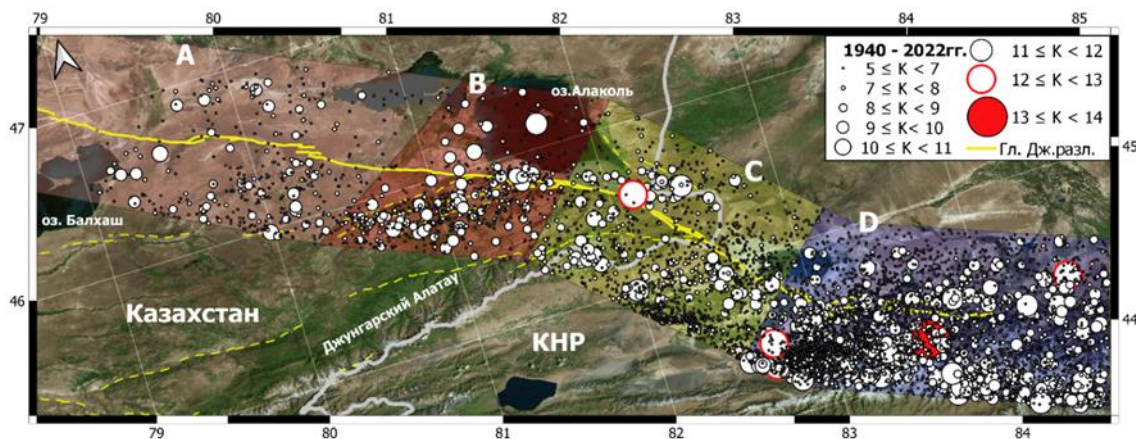 79 80 81 82 83 84 85
A
B
оз.Алаколь
C
D
1940 - 2022гг.
5 ≤ K < 7
7 ≤ K < 8
8 ≤ K < 9
9 ≤ K< 10
10 ≤ K < 11
11 ≤ K < 12
12 ≤ K < 13
13 ≤ K < 14
Гл. Дж.разл.
47
45
оз. Балхаш
46
44
Казахстан
Джунгарский Алатау
КНР
79 80 81 82 83 84